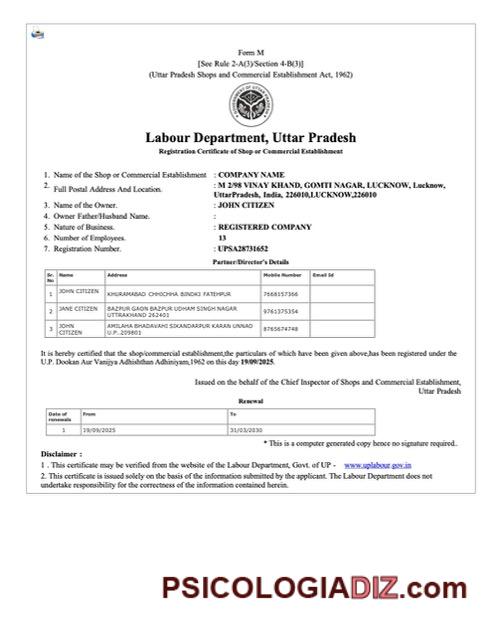 Form M
[See Rule 2-A(3)/Section 4-B(3)]
(Uttar Pradesh Shops and Commercial Establishment Act, 1962)
Labour Department, Uttar Pradesh
Registration Certificate of Shop or Commercial Establishment
1. Name of the Shop or Commercial Establishment : COMPANY NAME
2. Full Postal Address And Location. : M 2/98 VINAY KHAND, GOMTI NAGAR, LUCKNOW, Lucknow,
UttarPradesh, India, 226010,LUCKNOW,226010
3. Name of the Owner. : JOHN CITIZEN
4. Owner Father/Husband Name. :
5. Nature of Business. : REGISTERED COMPANY
6. Number of Employees. 13
7. Registration Number. : UPSA28731652
Partner/Director's Details
Sr. No Name Address Mobile Number Email Id
1 JOHN CITIZEN KHURAMABAD CHHICHHA BINDKI FATEHPUR 7668157366
2 JANE CITIZEN BAZPUR GAON BAZPUR UDHAM SINGH NAGAR 9761375354
UTTRAKHAND 262401
3 JOHN CITIZEN AMILAHA BHADAVAHI SIKANDARPUR KARAN UNNAO 8765674748
U.P.,209801
It is hereby certified that the shop/commercial establishment,the particulars of which have been given above,has been registered under the
U.P. Dookan Aur Vanijya Adhishthan Adhiniyam,1962 on this day 19/09/2025.
Issued on the behalf of the Chief Inspector of Shops and Commercial Establishment,
Uttar Pradesh
Renewal
Date of renewals From To
1 19/09/2025 31/03/2030
* This is a computer generated copy hence no signature required..
Disclaimer :
1 . This certificate may be verified from the website of the Labour Department, Govt. of UP - www.uplabour.gov.in
2. This certificate is issued solely on the basis of the information submitted by the applicant. The Labour Department does not
undertake responsibility for the correctness of the information contained herein.
PSICOLOGIADIZ.com